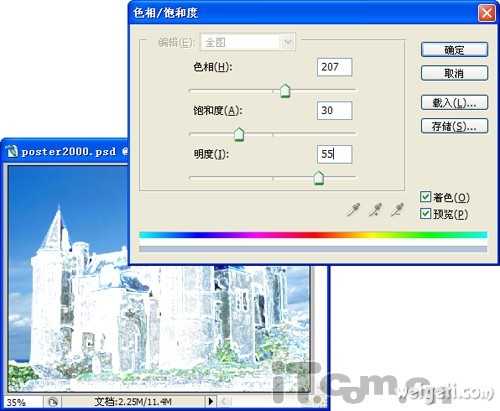 色相/饱和度
编辑(E): 全图
色相(H): 207
饱和度(A): 30
明度(I): 55
确定
取消
载入(L)...
存储(S)...
着色(O)
预览(P)
poster2000.psd @
35% 文档:2.25M/11.4M
iT.com.cn
weigeti.com